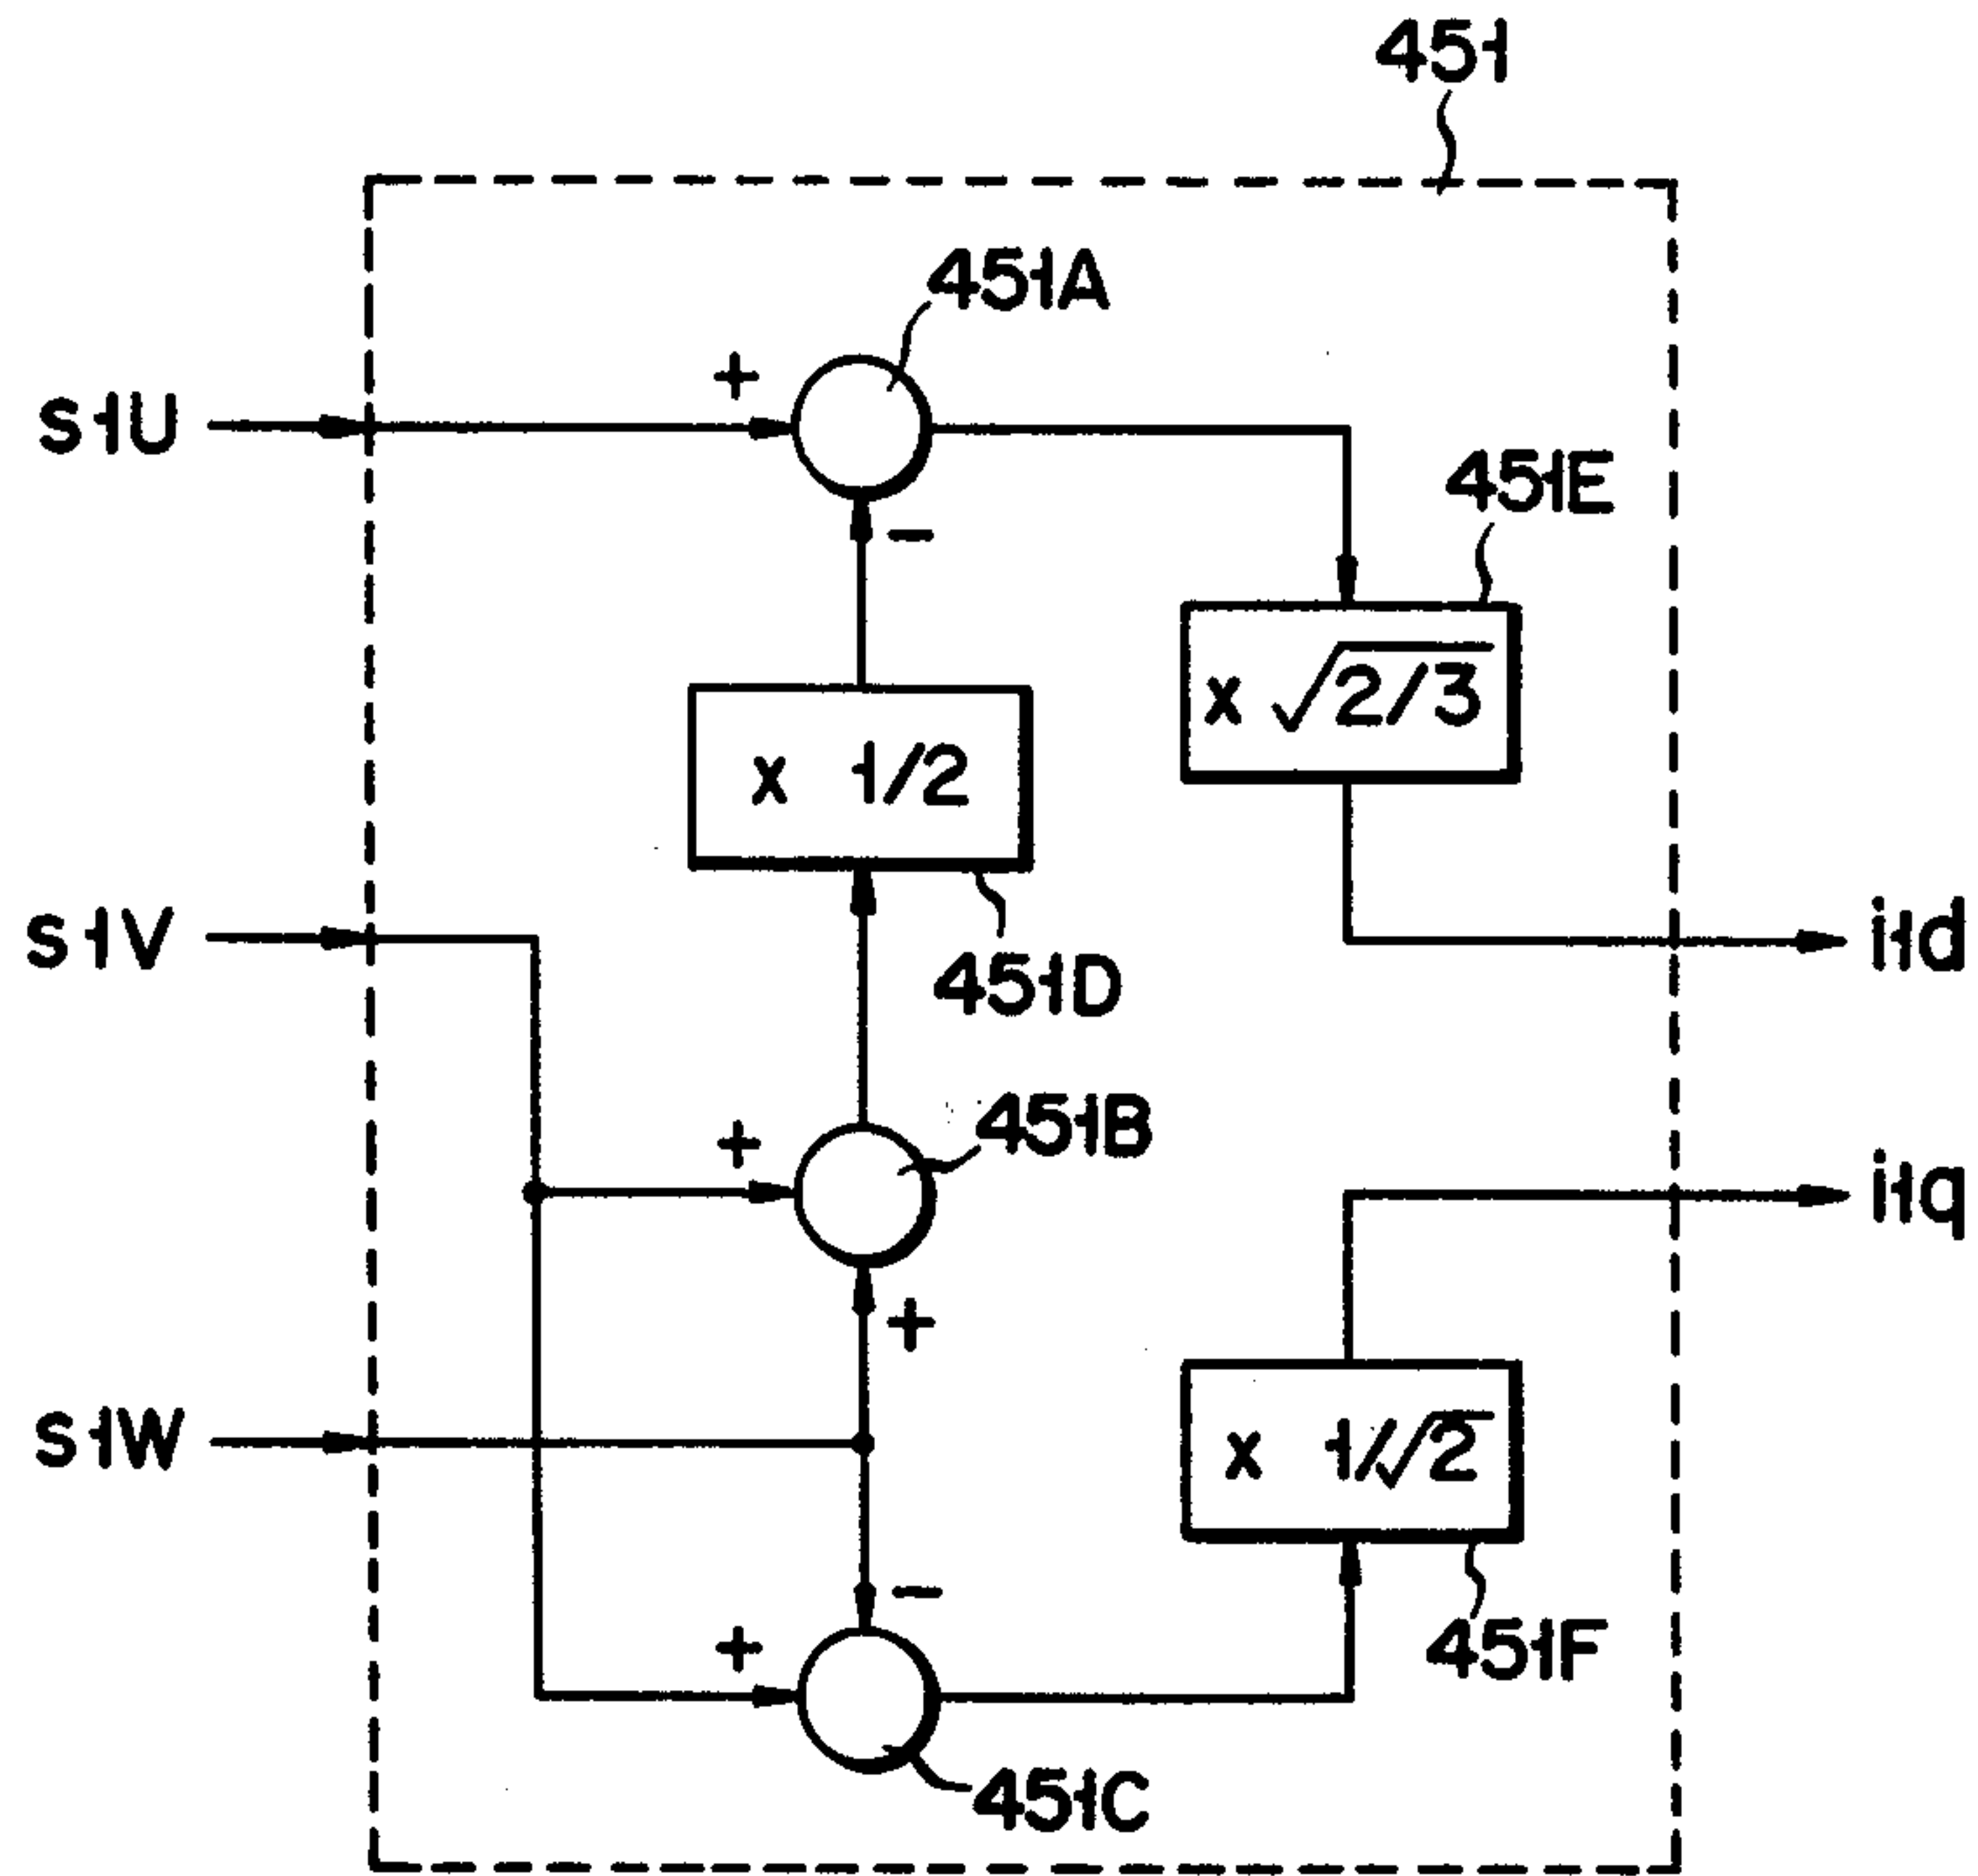 451
451A
+
s1U
451E
-
x √2/3
x 1/2
s1V
i1d
451D
451B
+
i1q
+
s1W
x 1/√2
-
+
451F
451C